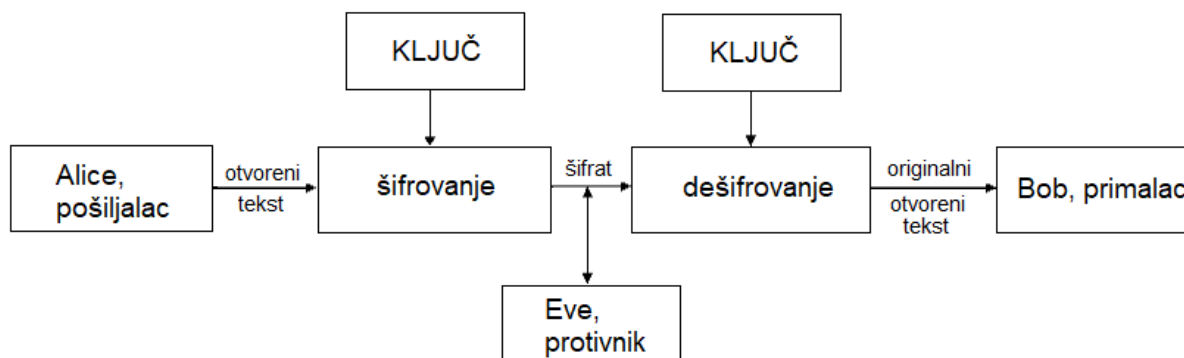 KLJUČ
KLJUČ
Alice,
pošiljalac
otvoreni
tekst
šifrovanje
šifrat
dešifrovanje
originalni
otvoreni
tekst
Bob, primalac
Eve,
protivnik